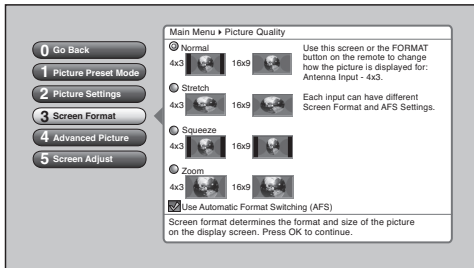 Main Menu ▸ Picture Quality
0 Go Back
1 Picture Preset Mode
2 Picture Settings
3 Screen Format
4 Advanced Picture
5 Screen Adjust
Normal
4x3 16x9
Stretch
4x3 16x9
Squeeze
4x3 16x9
Zoom
4x3 16x9
Use Automatic Format Switching (AFS)
Use this screen or the FORMAT
button on the remote to change
how the picture is displayed for:
Antenna Input - 4x3.
Each input can have different
Screen Format and AFS Settings.
Screen format determines the format and size of the picture
on the display screen. Press OK to continue.